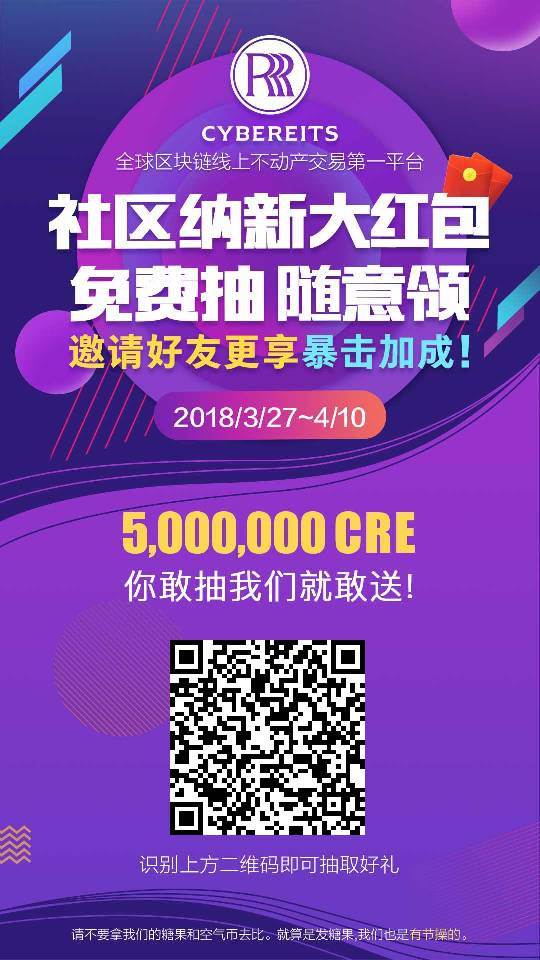 RRR
CYBEREITS
全球区块链线上不动产交易第一平台
社区纳新大红包
免费抽 随意领
邀请好友更享暴击加成!
2018/3/27~4/10
5,000,000 CRE
你敢抽我们就敢送!
识别上方二维码即可抽取好礼
请不要拿我们的糖果和空气币去比。就算是发糖果,我们也是有节操的。